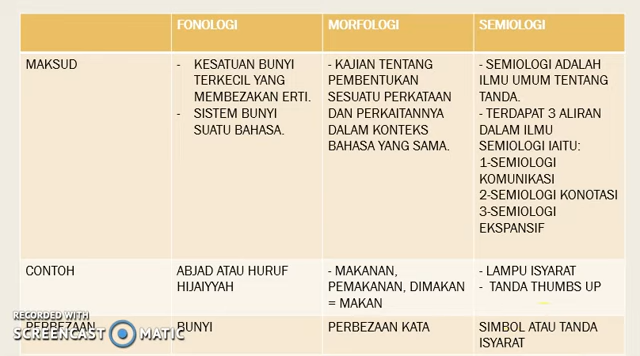 FONOLOGI
MORFOLOGI
SEMIOLOGI
MAKSUD
- KESATUAN BUNYI
TERKECIL YANG
MEMBEZAKAN ERTI.
- SISTEM BUNYI
SUATU BAHASA.
- KAJIAN TENTANG
PEMBENTUKAN
SESUATU PERKATAAN
DAN PERKAITANNYA
DALAM KONTEKS
BAHASA YANG SAMA.
- SEMIOLOGI ADALAH
ILMU UMUM TENTANG
TANDA.
- TERDAPAT 3 ALIRAN
DALAM ILMU
SEMIOLOGI IAITU:
1-SEMIOLOGI
KOMUNIKASI
2-SEMIOLOGI KONOTASI
3-SEMIOLOGI
EKSPANSIF
CONTOH
ABJAD ATAU HURUF
HIJAIYYAH
- MAKANAN,
PEMAKANAN, DIMAKAN
= MAKAN
- LAMPU ISYARAT
- TANDA THUMBS UP
PERBEZAAN
BUNYI
PERBEZAAN KATA
SIMBOL ATAU TANDA
ISYARAT
RECORDED WITH
SCREENCAST MATIC